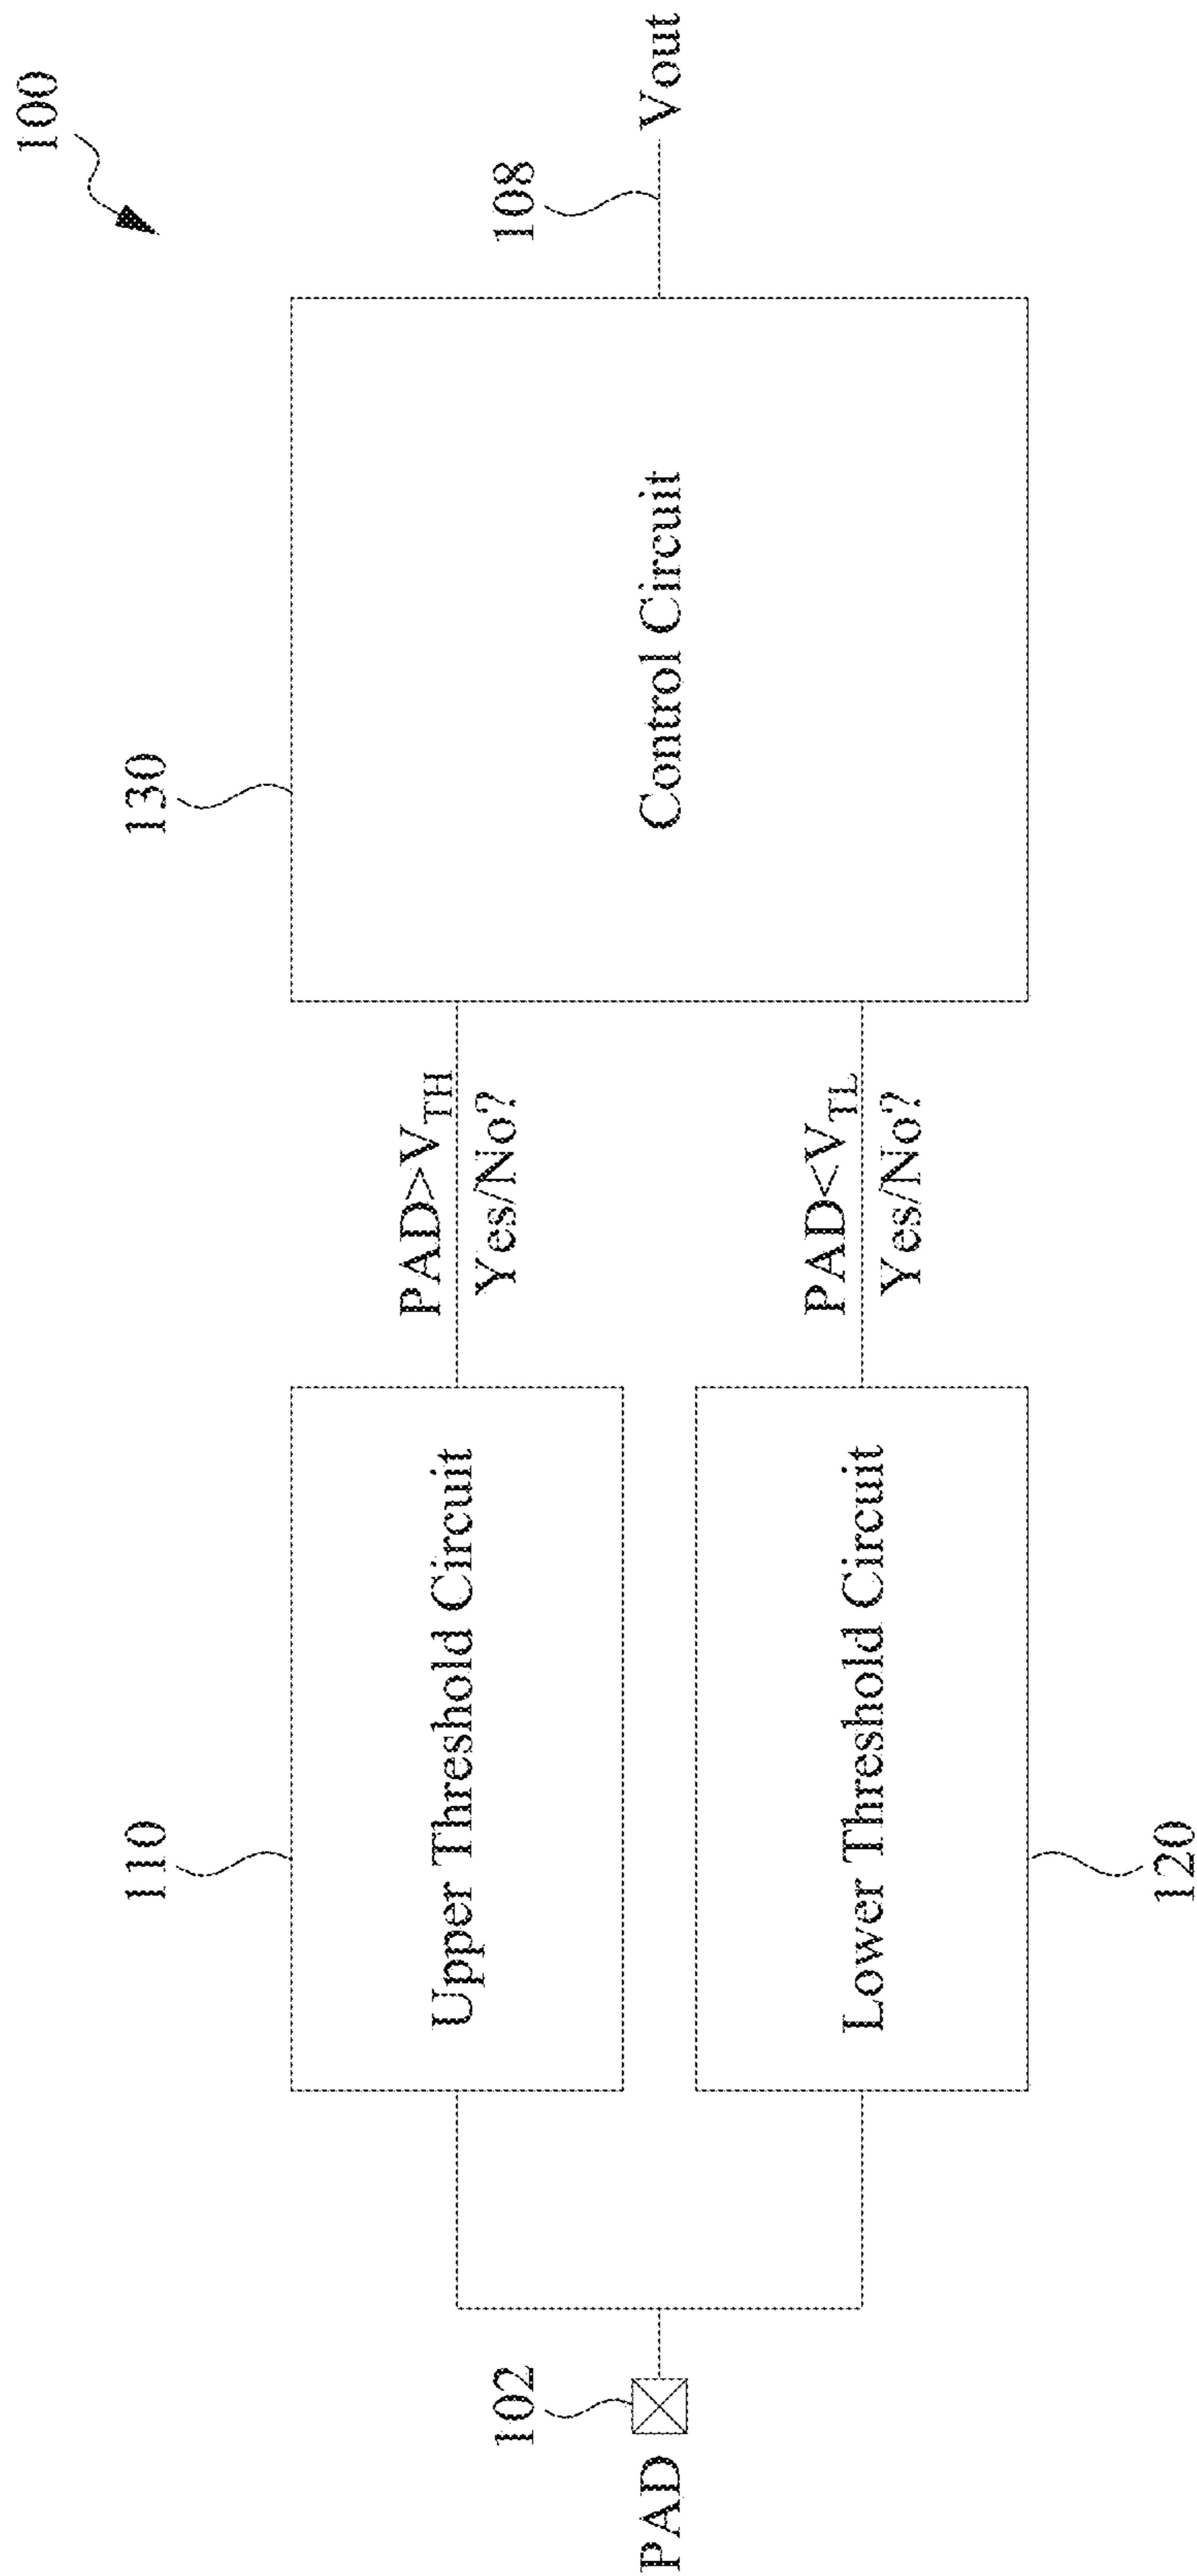 100
130
108
Vout
Control Circuit
110
Upper Threshold Circuit
PAD>V_TH
Yes/No?
102
PAD
Lower Threshold Circuit
PAD<V_TL
Yes/No?
120